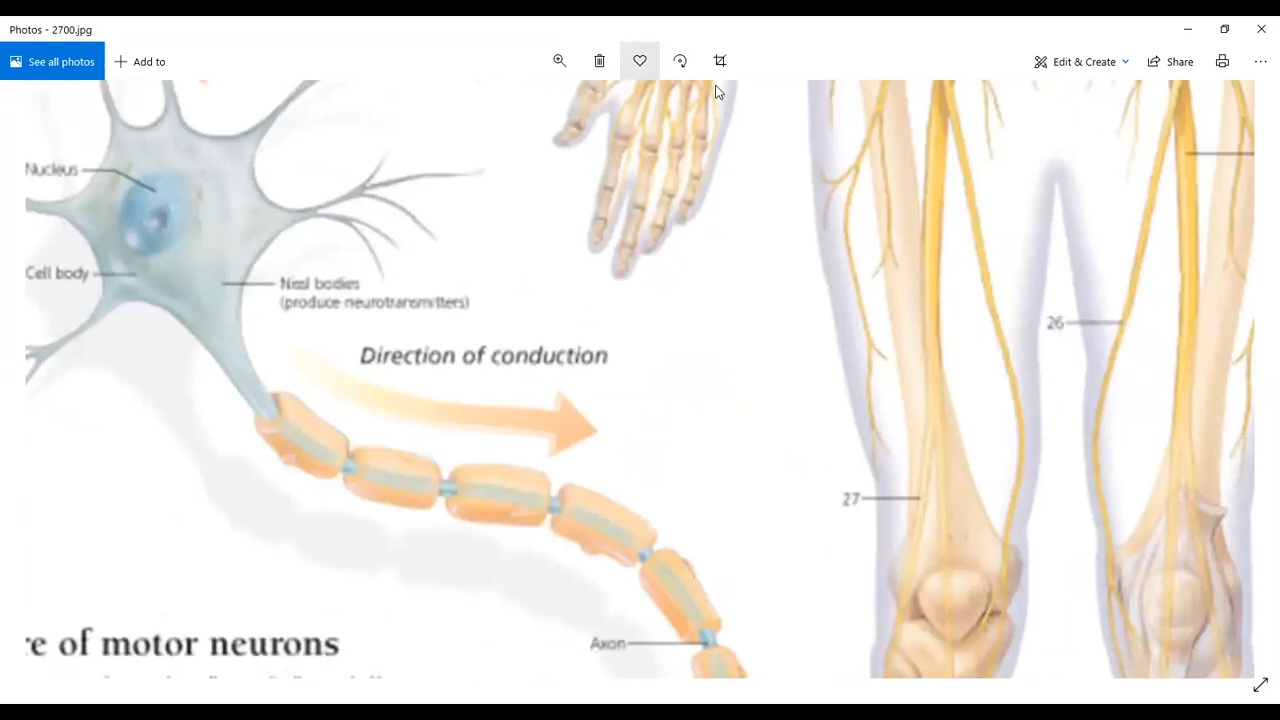 Photos - 2700.jpg
See all photos
Add to
Edit & Create
Share
Nucleus
Cell body
Nissl bodies
(produce neurotransmitters)
Direction of conduction
26
27
Axon
re of motor neurons